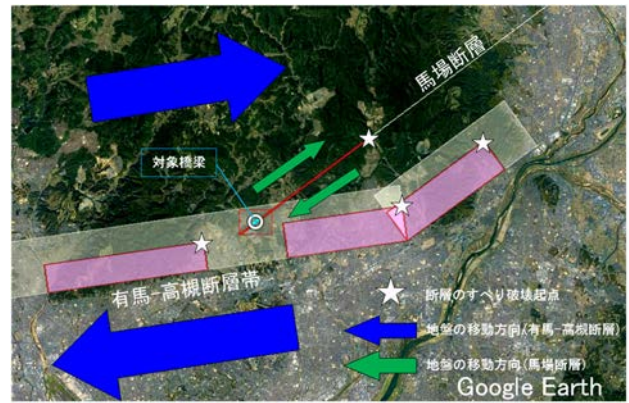 馬場断層
対象橋梁
有馬-高槻断層帯
断層のすべり破壊起点
地盤の移動方向(有馬-高槻断層)
地盤の移動方向(馬場断層)
Google Earth